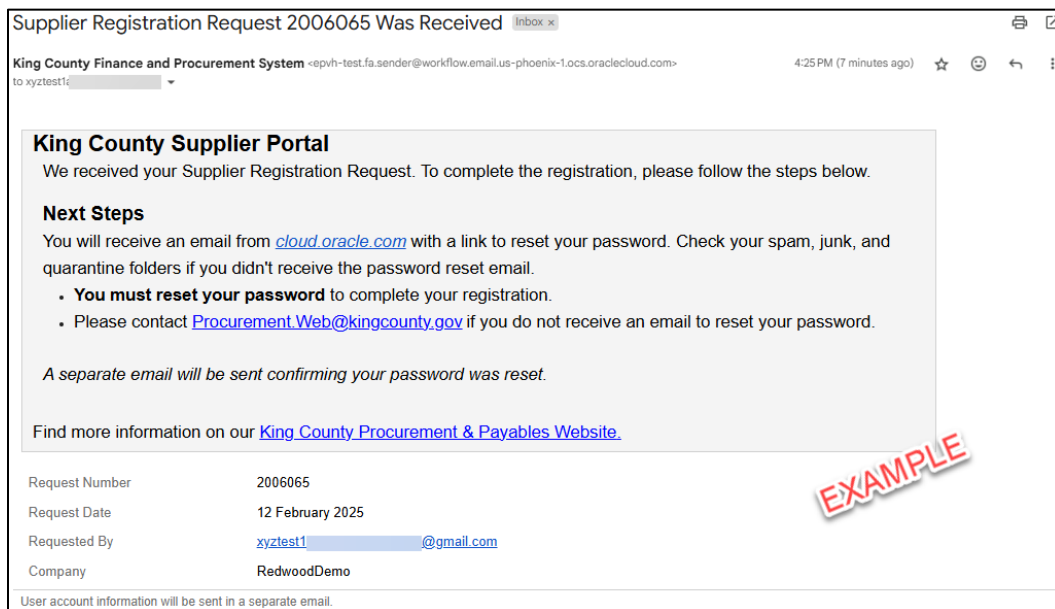 Supplier Registration Request 2006065 Was Received Inbox ×
King County Finance and Procurement System <epvh-test.fa.sender@workflow.email.us-phoenix-1.ocs.oraclecloud.com> 4:25 PM (7 minutes ago)
to xyztest1
King County Supplier Portal
We received your Supplier Registration Request. To complete the registration, please follow the steps below.
Next Steps
You will receive an email from cloud.oracle.com with a link to reset your password. Check your spam, junk, and
quarantine folders if you didn't receive the password reset email.
• You must reset your password to complete your registration.
• Please contact Procurement.Web@kingcounty.gov if you do not receive an email to reset your password.
A separate email will be sent confirming your password was reset.
Find more information on our King County Procurement & Payables Website.
EXAMPLE
Request Number 2006065
Request Date 12 February 2025
Requested By xyztest1 @gmail.com
Company RedwoodDemo
User account information will be sent in a separate email.